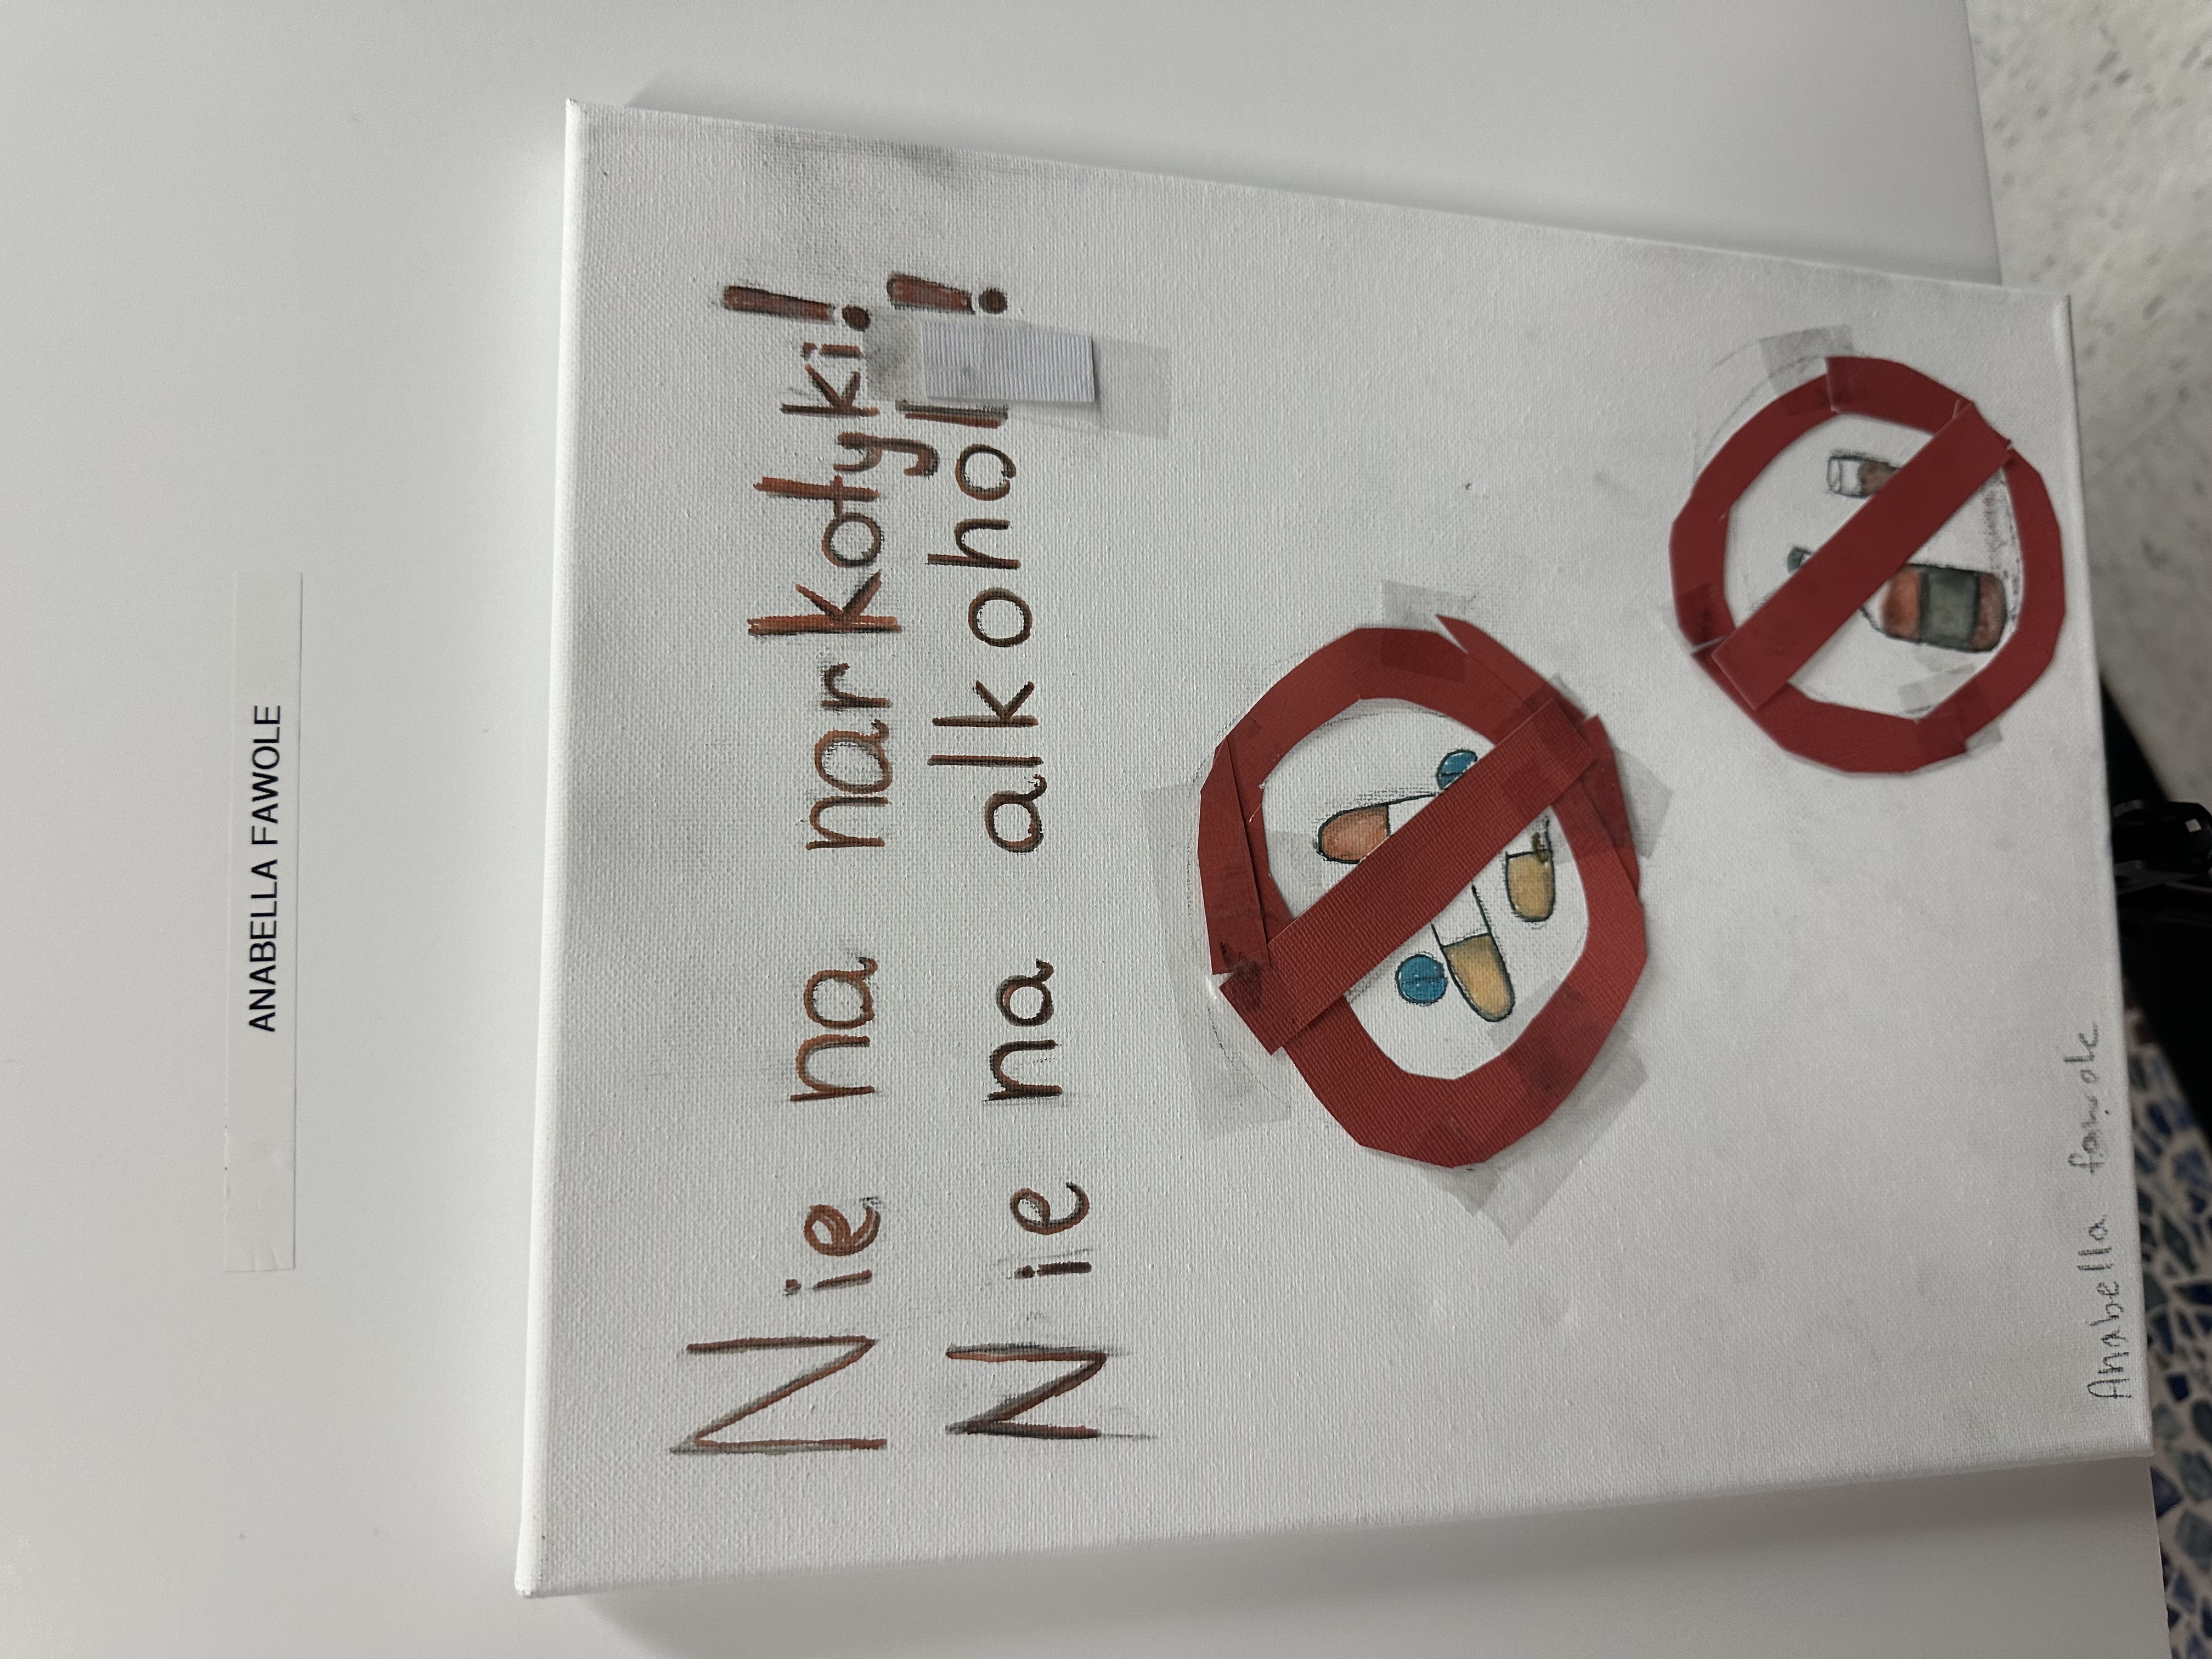 ANABELLA FAWOLE
Nie na narkotyki!
Nie na alkohol!
Anabella fawole